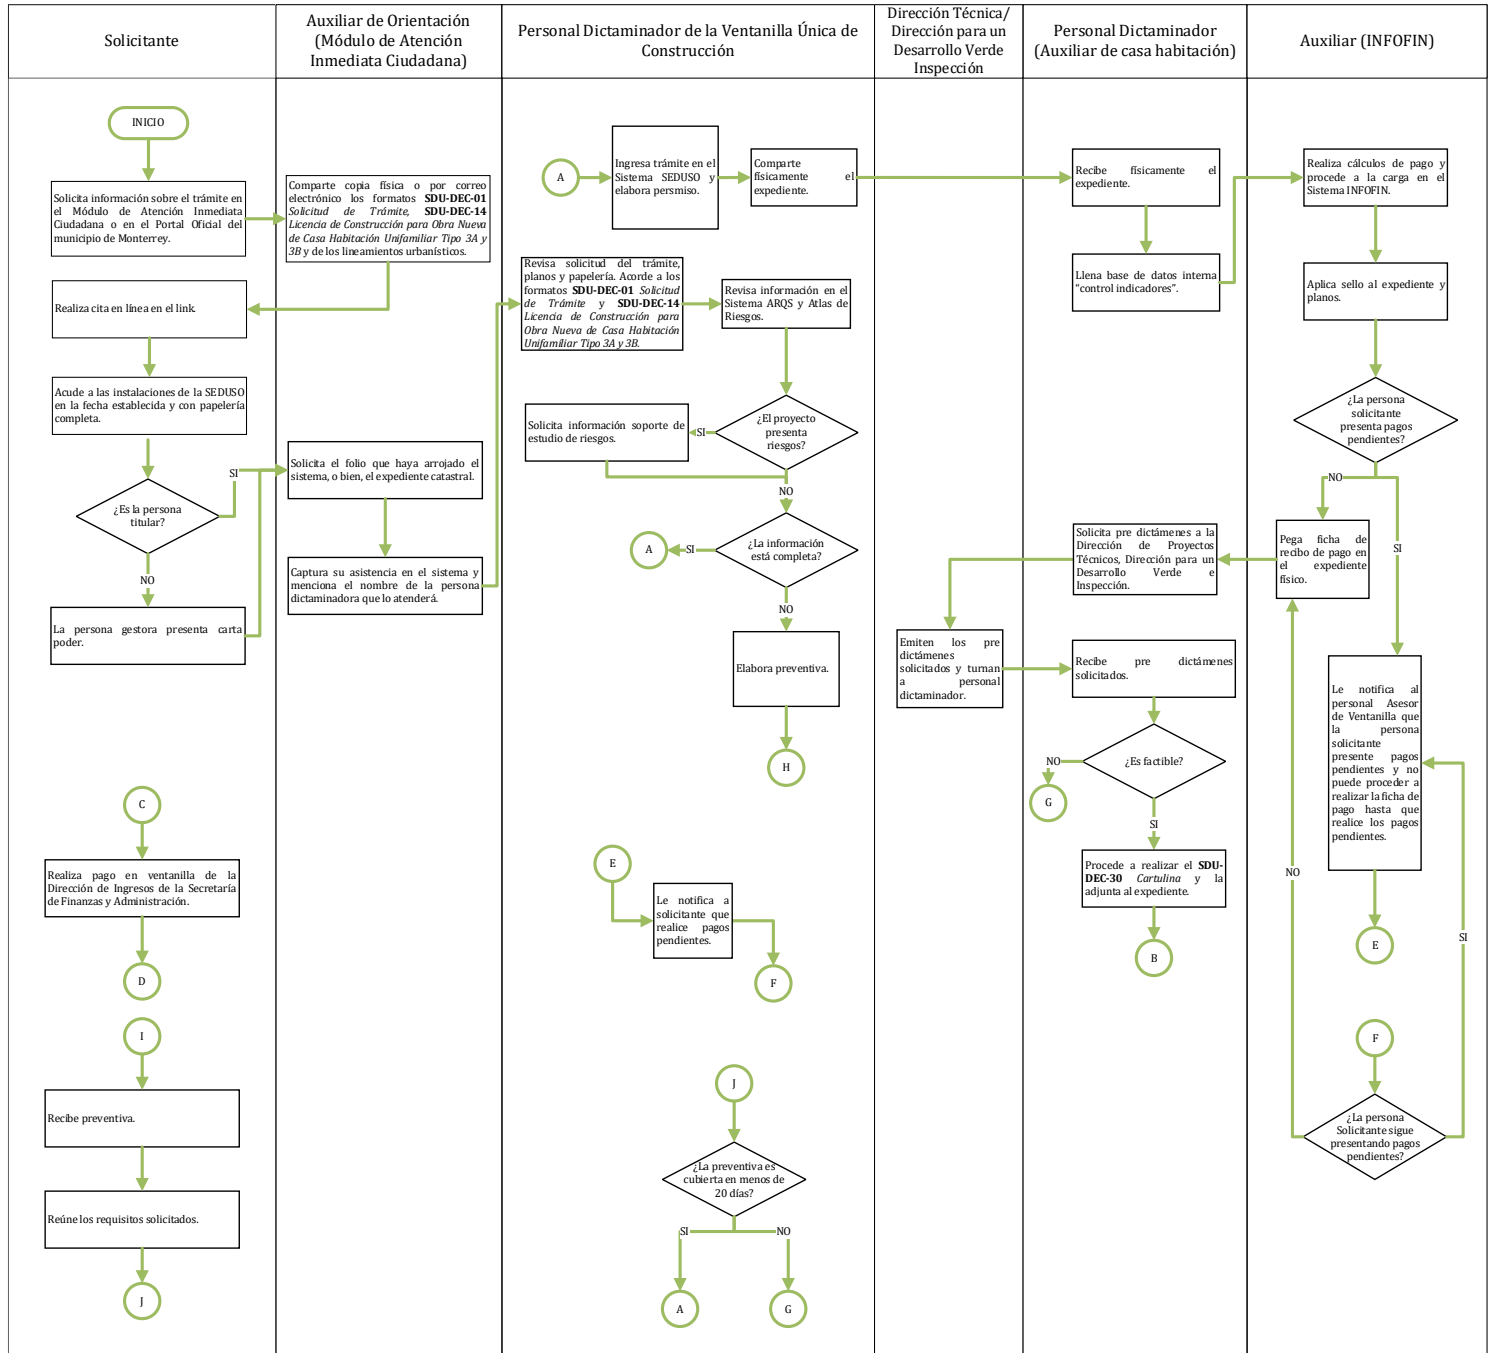 Solicitante
Auxiliar de Orientación
(Módulo de Atención
Inmediata Ciudadana)
Personal Dictaminador de la Ventanilla Única de
Construcción
Dirección Técnica/
Dirección para un
Desarrollo Verde
Inspección
Personal Dictaminador
(Auxiliar de casa habitación)
Auxiliar (INFOFIN)
INICIO
Solicita información sobre el trámite en
el Módulo de Atención Inmediata
Ciudadana o en el Portal Oficial del
municipio de Monterrey.
Realiza cita en línea en el link.
Acude a las instalaciones de la SEDUSO
en la fecha establecida y con papelería
completa.
¿Es la persona
titular?
SI
NO
La persona gestora presenta carta
poder.
C
Realiza pago en ventanilla de la
Dirección de Ingresos de la Secretaría
de Finanzas y Administración.
D
I
Recibe preventiva.
Reúne los requisitos solicitados.
J
Comparte copia física o por correo
electrónico los formatos SDU-DEC-01
Solicitud de Trámite, SDU-DEC-14
Licencia de Construcción para Obra Nueva
de Casa Habitación Unifamiliar Tipo 3A y
3B y de los lineamientos urbanísticos.
Solicita el folio que haya arrojado el
sistema, o bien, el expediente catastral.
Captura su asistencia en el sistema y
menciona el nombre de la persona
dictaminadora que lo atenderá.
A
Ingresa trámite en el
Sistema SEDUSO y
elabora persmiso.
Comparte
físicamente el
expediente.
Revisa solicitud del trámite,
planos y papelería. Acorde a los
formatos SDU-DEC-01 Solicitud
de Trámite y SDU-DEC-14
Licencia de Construcción para
Obra Nueva de Casa Habitación
Unifamiliar Tipo 3A y 3B.
Revisa información en el
Sistema ARQS y Atlas de
Riesgos.
¿El proyecto
presenta
riesgos?
SI
Solicita información soporte de
estudio de riesgos.
NO
¿La información
está completa?
SI
A
NO
Elabora preventiva.
H
E
Le notifica a
solicitante que
realice pagos
pendientes.
F
J
¿La preventiva es
cubierta en menos de
20 días?
SI
NO
A
G
Emiten los pre
dictámenes
solicitados y turnan
a personal
dictaminador.
Recibe físicamente el
expediente.
Llena base de datos interna
“control indicadores”.
Solicita pre dictámenes a la
Dirección de Proyectos
Técnicos, Dirección para un
Desarrollo Verde e
Inspección.
Recibe pre dictámenes
solicitados.
¿Es factible?
NO
G
SI
Procede a realizar el SDU-
DEC-30 Cartulina y la
adjunta al expediente.
B
Realiza cálculos de pago y
procede a la carga en el
Sistema INFOFIN.
Aplica sello al expediente y
planos.
¿La persona
solicitante
presenta pagos
pendientes?
NO
SI
Pega ficha de
recibo de pago en
el expediente
físico.
Le notifica al
personal Asesor
de Ventanilla que
la persona
solicitante
presente pagos
pendientes y no
puede proceder a
realizar la ficha de
pago hasta que
realice los pagos
pendientes.
NO
SI
E
F
¿La persona
Solicitante sigue
presentando pagos
pendientes?